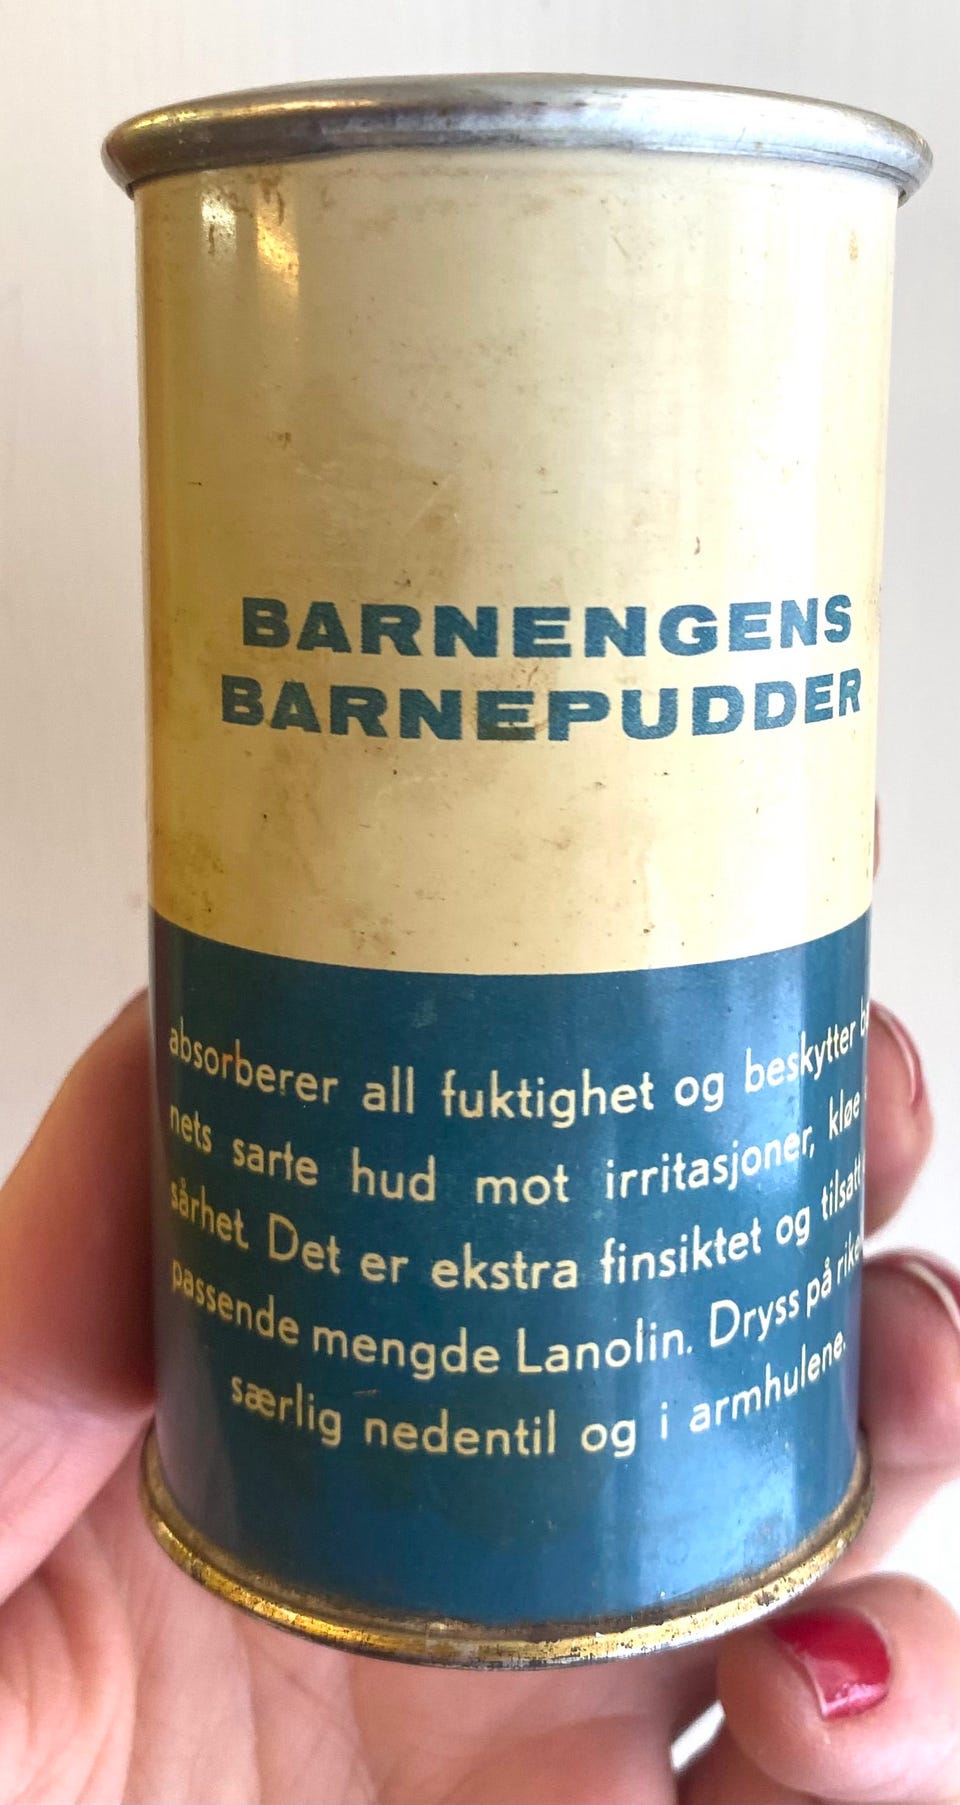 BARNENGENS
BARNEPUDDER
absorberer all fuktighet og beskytter
nets sarte hud mot irritasjoner, kløe
sårhet. Det er ekstra finsiktet og
passende mengde Lanolin. Dryss på
særlig nedentil og i armhulene.